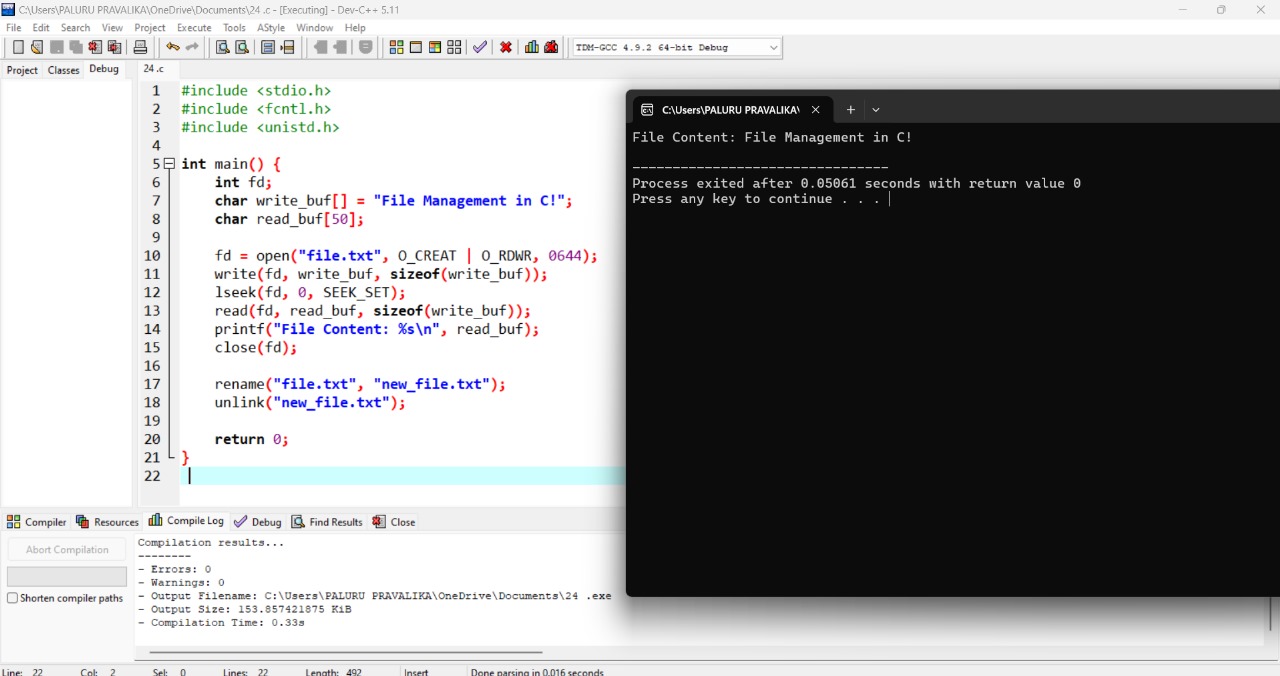 C:\Users\PALURU PRAVALIKA\OneDrive\Documents\24 .c - [Executing] - Dev-C++ 5.11
File Edit Search View Project Execute Tools AStyle Window Help
TDM-GCC 4.9.2 64-bit Debug
Project Classes Debug
24 .c
1 #include <stdio.h>
2 #include <fcntl.h>
3 #include <unistd.h>
4
5 int main() {
6 int fd;
7 char write_buf[] = "File Management in C!";
8 char read_buf[50];
9
10 fd = open("file.txt", O_CREAT | O_RDWR, 0644);
11 write(fd, write_buf, sizeof(write_buf));
12 lseek(fd, 0, SEEK_SET);
13 read(fd, read_buf, sizeof(write_buf));
14 printf("File Content: %s\n", read_buf);
15 close(fd);
16
17 rename("file.txt", "new_file.txt");
18 unlink("new_file.txt");
19
20 return 0;
21 }
22
C:\Users\PALURU PRAVALIKA\
File Content: File Management in C!
--------------------------------
Process exited after 0.05061 seconds with return value 0
Press any key to continue . . .
Compiler Resources Compile Log Debug Find Results Close
Abort Compilation
Shorten compiler paths
Compilation results...
--------
- Errors: 0
- Warnings: 0
- Output Filename: C:\Users\PALURU PRAVALIKA\OneDrive\Documents\24 .exe
- Output Size: 153.857421875 KiB
- Compilation Time: 0.33s
Line: 22 Col: 2 Sel: 0 Lines: 22 Length: 492 Insert Done parsing in 0.016 seconds